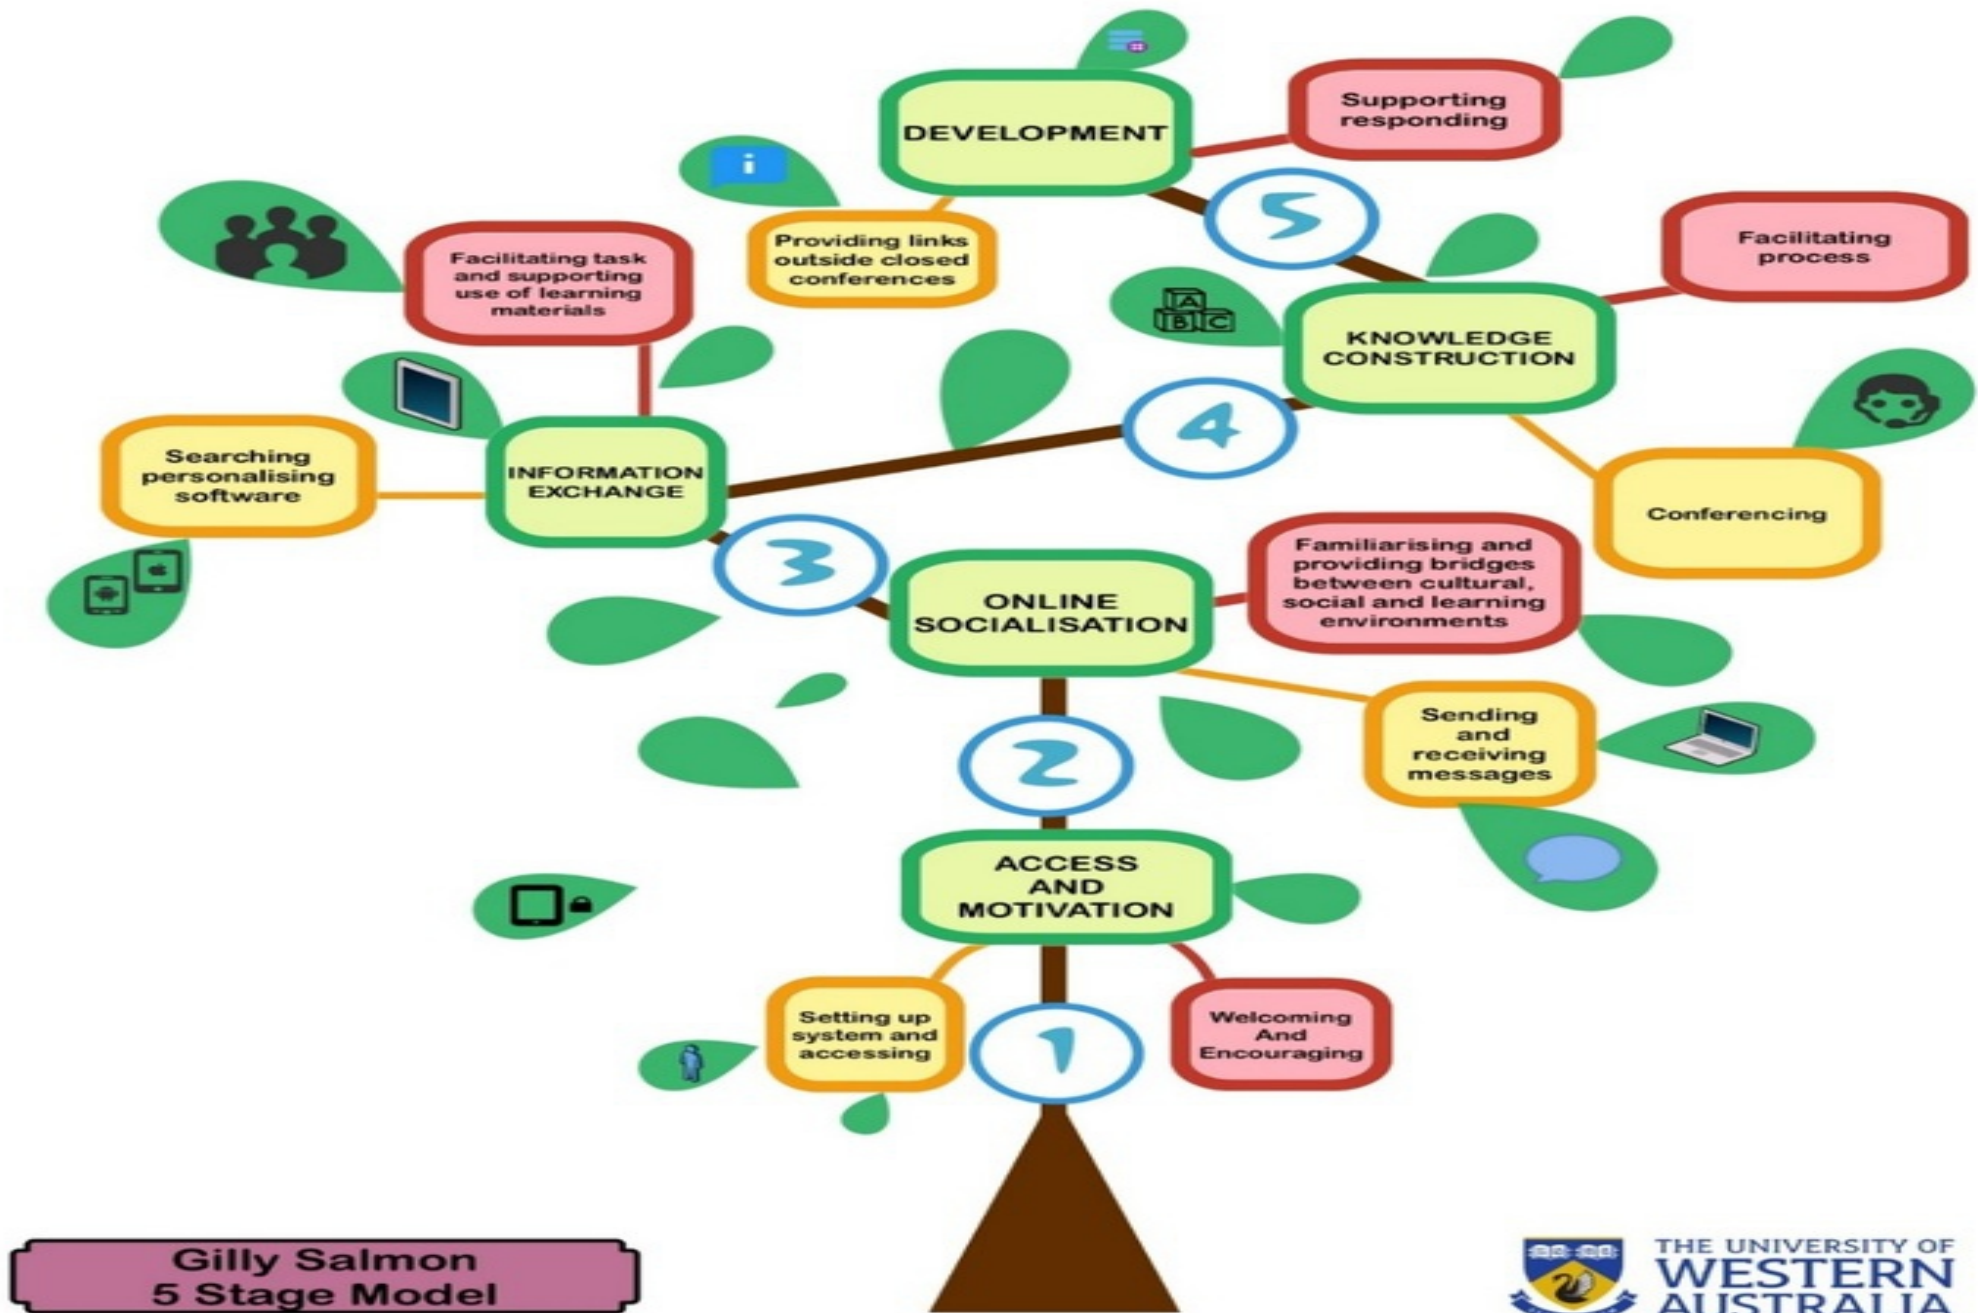 DEVELOPMENT
Supporting
responding
5
i
Providing links
outside closed
conferences
Facilitating task
and supporting
use of learning
materials
Facilitating
process
A
B C
KNOWLEDGE
CONSTRUCTION
4
Searching
personalising
software
INFORMATION
EXCHANGE
Conferencing
3
ONLINE
SOCIALISATION
Familiarising and
providing bridges
between cultural,
social and learning
environments
Sending
and
receiving
messages
2
ACCESS
AND
MOTIVATION
Setting up
system and
accessing
1
Welcoming
And
Encouraging
Gilly Salmon
5 Stage Model
THE UNIVERSITY OF
WESTERN
AUSTRALIA